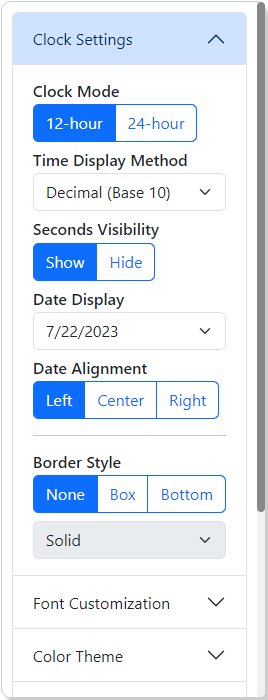 Clock Settings
Clock Mode
12-hour 24-hour
Time Display Method
Decimal (Base 10)
Seconds Visibility
Show Hide
Date Display
7/22/2023
Date Alignment
Left Center Right
Border Style
None Box Bottom
Solid
Font Customization
Color Theme